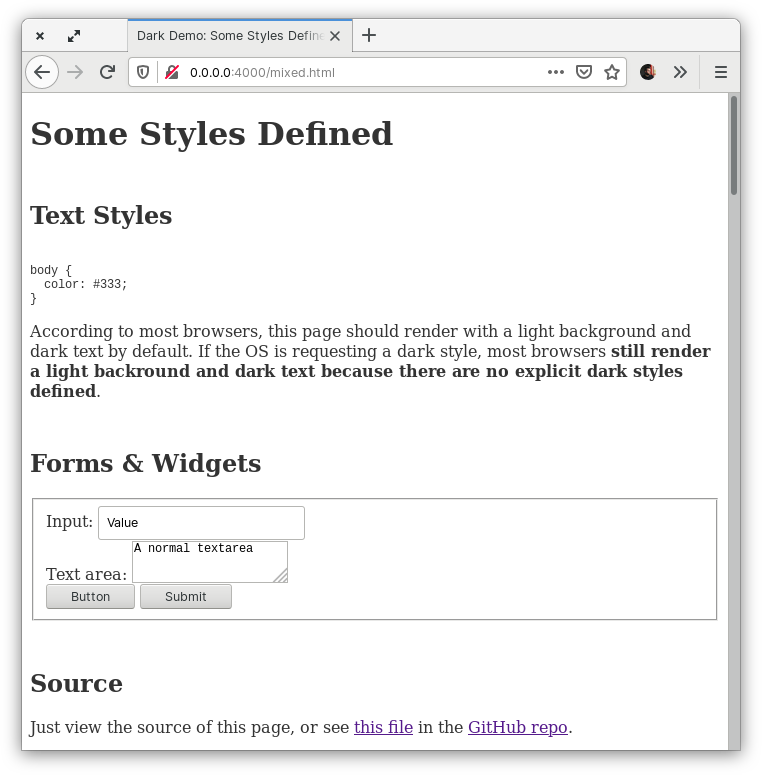 Dark Demo: Some Styles Define
0.0.0.0:4000/mixed.html
Some Styles Defined
Text Styles
body {
  color: #333;
}
According to most browsers, this page should render with a light background and
dark text by default. If the OS is requesting a dark style, most browsers still render
a light backround and dark text because there are no explicit dark styles
defined.
Forms & Widgets
Input: Value
A normal textarea
Text area:
Button Submit
Source
Just view the source of this page, or see this file in the GitHub repo.